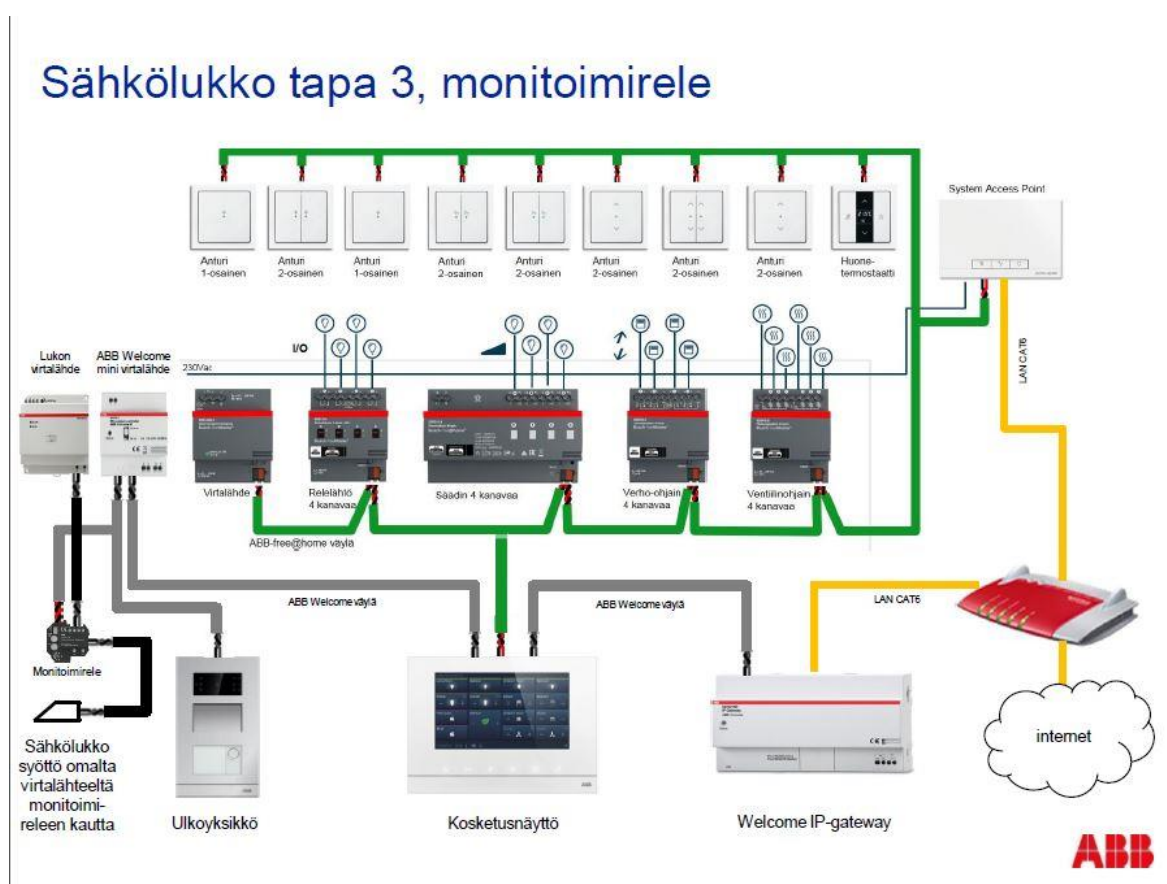 Sähkölukko tapa 3, monitoimirele
System Access Point
Anturi
1-osainen
Anturi
2-osainen
Anturi
1-osainen
Anturi
2-osainen
Anturi
2-osainen
Anturi
2-osainen
Anturi
2-osainen
Anturi
2-osainen
Huone-
termostaatti
LAN CAT6
Lukon
virtalähde
ABB Welcome
mini virtalähde
I/O
230Vac
Virtalähde
Relelähtö
4 kanavaa
Säädin 4 kanavaa
Verho-ohjain
4 kanavaa
Ventiilinohjain
4 kanavaa
ABB-free@home väylä
ABB Welcome väylä
ABB Welcome väylä
LAN CAT6
Monitoimirele
Sähkölukko
syöttö omalta
virtalähteeltä
monitoimi-
releen kautta
Ulkoyksikkö
Kosketusnäyttö
Welcome IP-gateway
internet
ABB